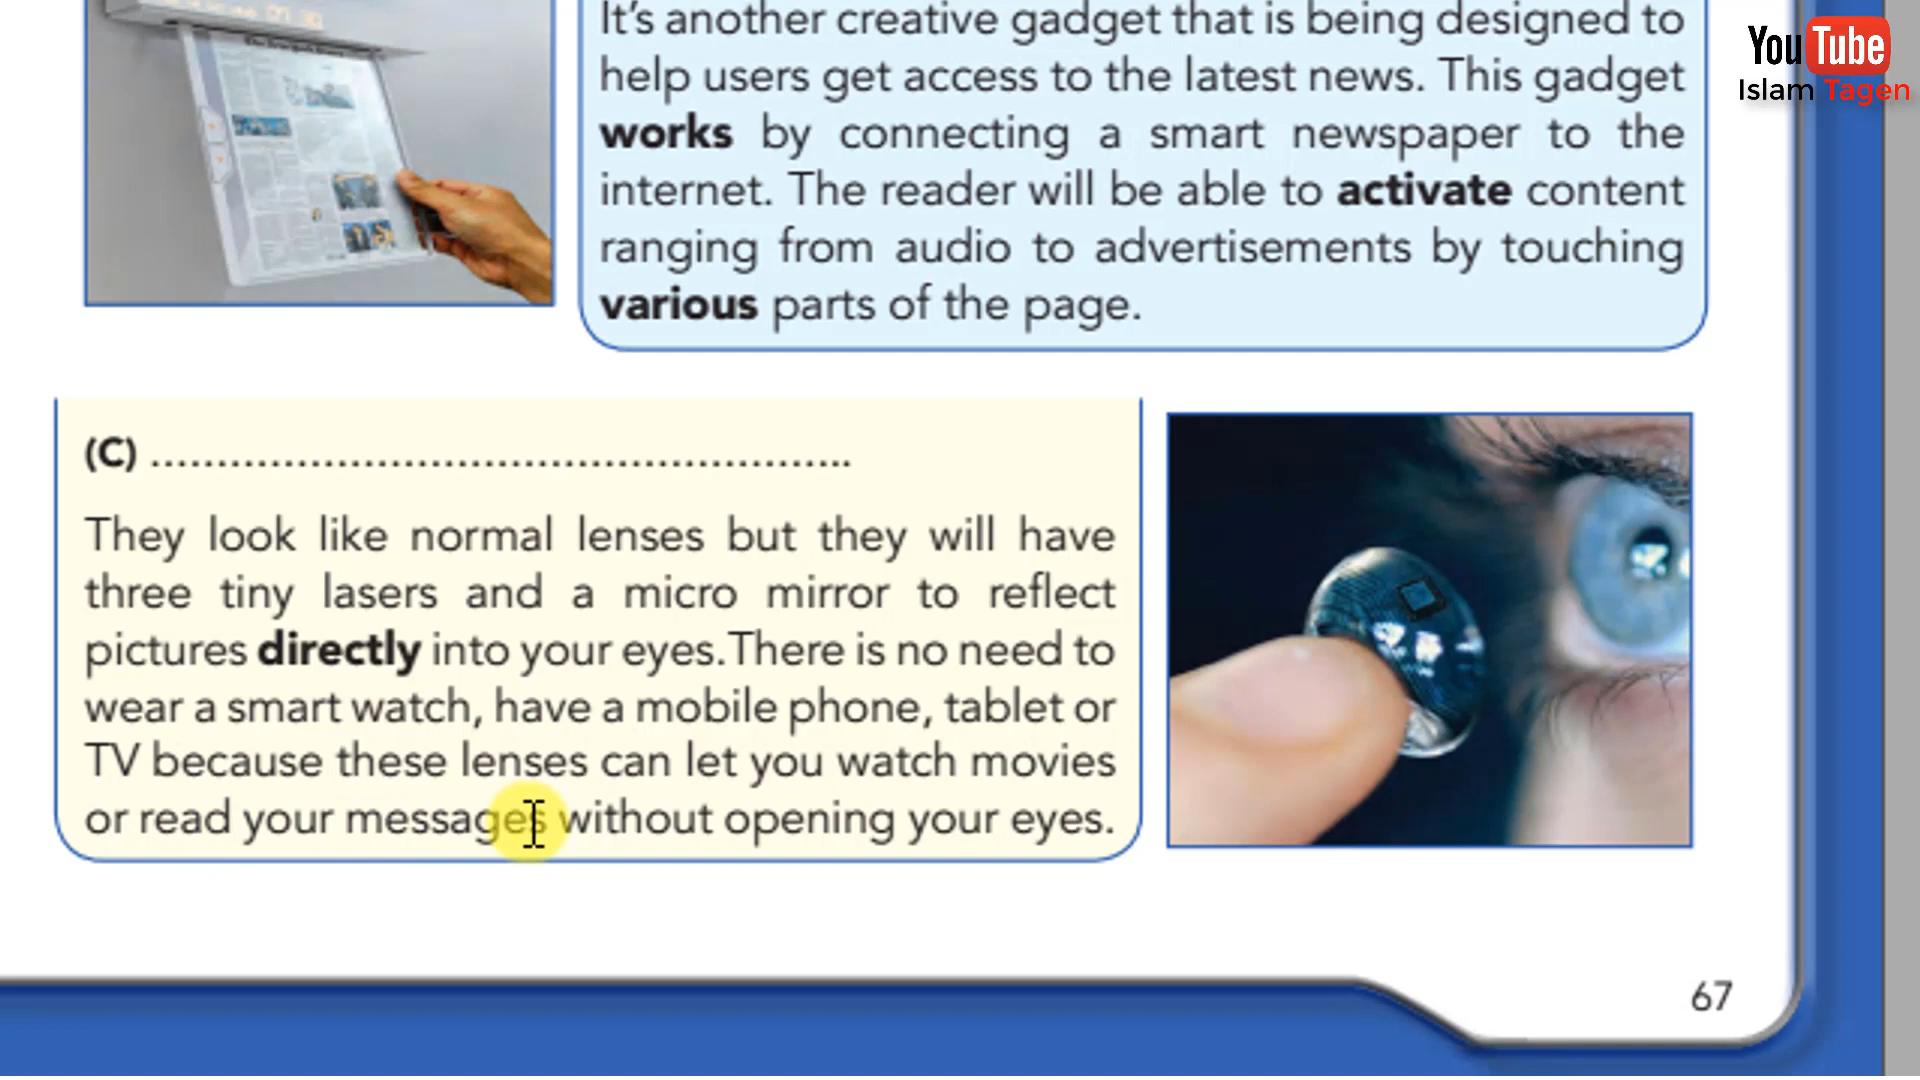 It's another creative gadget that is being designed to
help users get access to the latest news. This gadget
works by connecting a smart newspaper to the
internet. The reader will be able to activate content
ranging from audio to advertisements by touching
various parts of the page.
YouTube
Islam Tagen
(C) ........................................................
They look like normal lenses but they will have
three tiny lasers and a micro mirror to reflect
pictures directly into your eyes.There is no need to
wear a smart watch, have a mobile phone, tablet or
TV because these lenses can let you watch movies
or read your messages without opening your eyes.
67